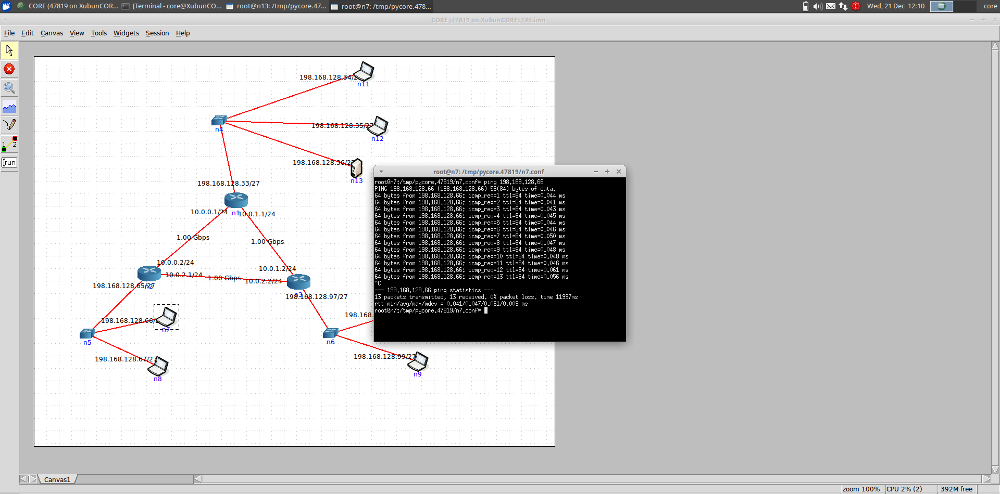 CORE (47819 on XubunCOR...
[Terminal - core@XubunCO...
root@n13: /tmp/pycore.47...
root@n7: /tmp/pycore.478...
Wed, 21 Dec 12:10
core
CORE (47819 on XubunCORE) TP4.imn
File Edit Canvas View Tools Widgets Session Help
1 2
run
198.168.128.34/2
n11
n4
198.168.128.35/27
n12
198.168.128.36/27
n13
198.168.128.33/27
10.0.0.1/24
n1
10.0.1.1/24
1.00 Gbps
1.00 Gbps
10.0.0.2/24
10.0.1.2/24
10.0.2.1/24
1.00 Gbps
10.0.2.2/24
198.168.128.65/27
n2
n3
198.168.128.97/27
198.168.
198.168.128.66/2
n7
n5
n6
198.168.128.67/27
n8
198.168.128.99/27
n9
root@n7: /tmp/pycore.47819/n7.conf
root@n7:/tmp/pycore.47819/n7.conf# ping 198.168.128.66
PING 198.168.128.66 (198.168.128.66) 56(84) bytes of data.
64 bytes from 198.168.128.66: icmp_req=1 ttl=64 time=0.044 ms
64 bytes from 198.168.128.66: icmp_req=2 ttl=64 time=0.041 ms
64 bytes from 198.168.128.66: icmp_req=3 ttl=64 time=0.043 ms
64 bytes from 198.168.128.66: icmp_req=4 ttl=64 time=0.045 ms
64 bytes from 198.168.128.66: icmp_req=5 ttl=64 time=0.044 ms
64 bytes from 198.168.128.66: icmp_req=6 ttl=64 time=0.046 ms
64 bytes from 198.168.128.66: icmp_req=7 ttl=64 time=0.050 ms
64 bytes from 198.168.128.66: icmp_req=8 ttl=64 time=0.047 ms
64 bytes from 198.168.128.66: icmp_req=9 ttl=64 time=0.048 ms
64 bytes from 198.168.128.66: icmp_req=10 ttl=64 time=0.048 ms
64 bytes from 198.168.128.66: icmp_req=11 ttl=64 time=0.046 ms
64 bytes from 198.168.128.66: icmp_req=12 ttl=64 time=0.061 ms
64 bytes from 198.168.128.66: icmp_req=13 ttl=64 time=0.056 ms
^C
--- 198.168.128.66 ping statistics ---
13 packets transmitted, 13 received, 0% packet loss, time 11997ms
rtt min/avg/max/mdev = 0.041/0.047/0.061/0.009 ms
root@n7:/tmp/pycore.47819/n7.conf#
Canvas1
zoom 100%
CPU 2% (2)
392M free